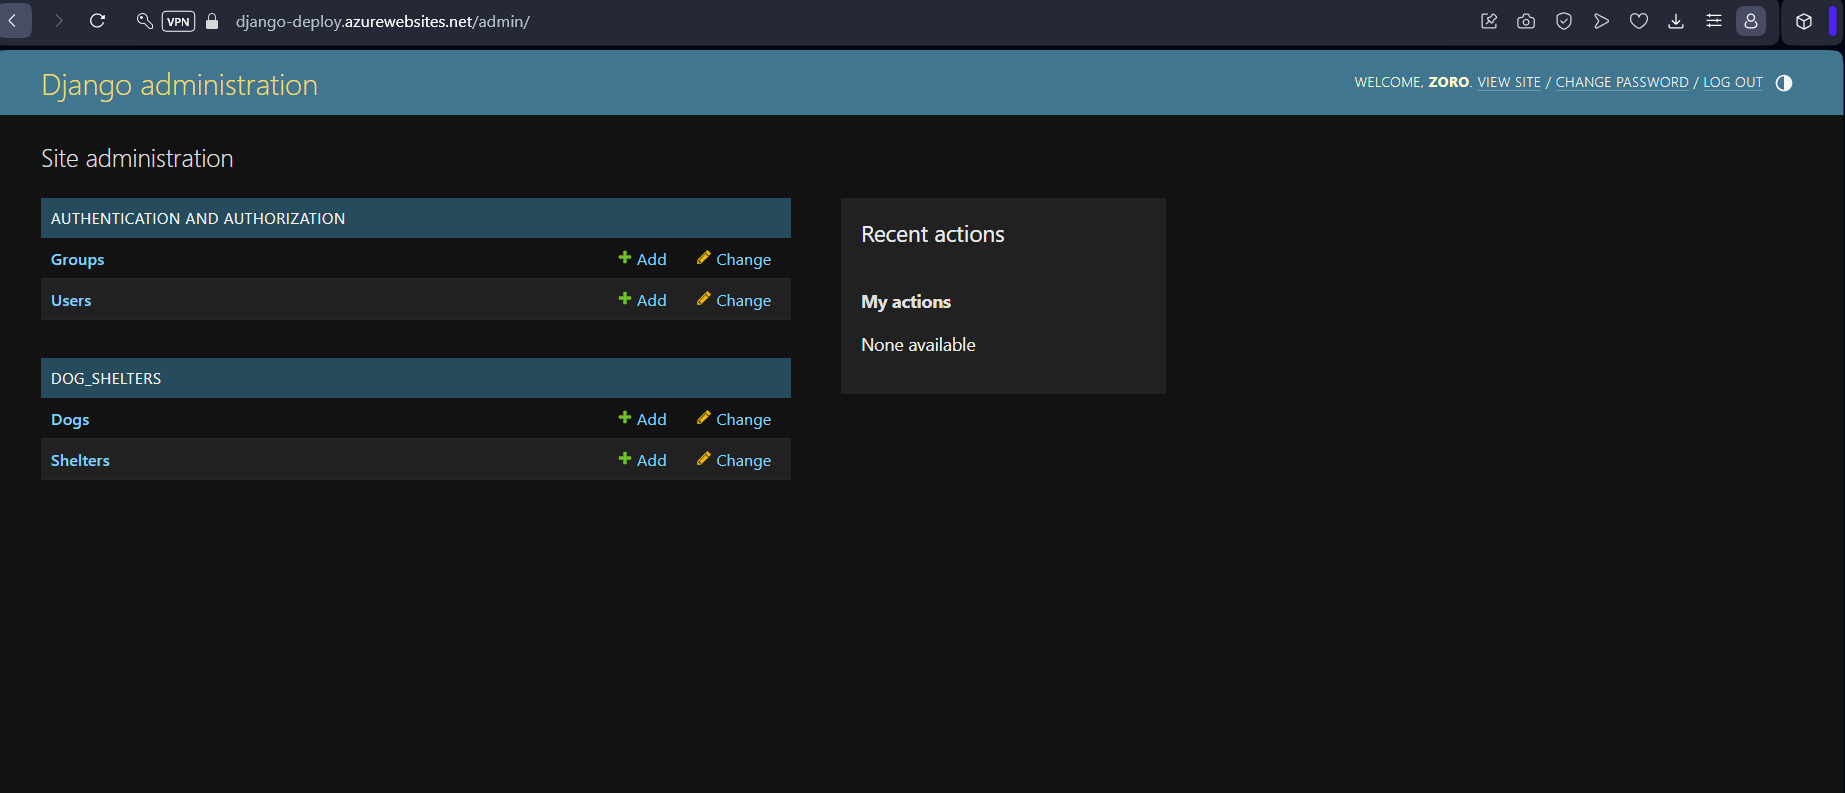 VPN django-deploy.azurewebsites.net/admin/
Django administration
WELCOME, ZORO. VIEW SITE / CHANGE PASSWORD / LOG OUT
Site administration
AUTHENTICATION AND AUTHORIZATION
Groups Add Change
Users Add Change
DOG_SHELTERS
Dogs Add Change
Shelters Add Change
Recent actions
My actions
None available